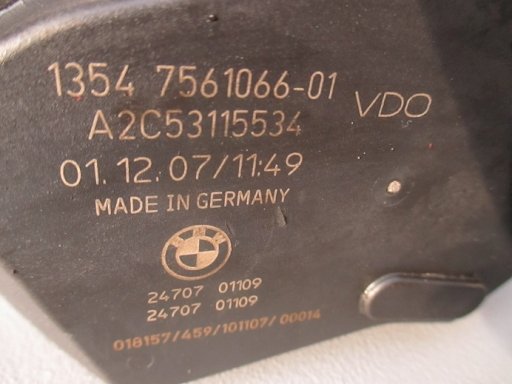 1354 7561066-01
VDO
A2C53115534
01.12.07/11:49
MADE IN GERMANY
BMW
24707 01109
24707 01109
018157/459/101107/00014